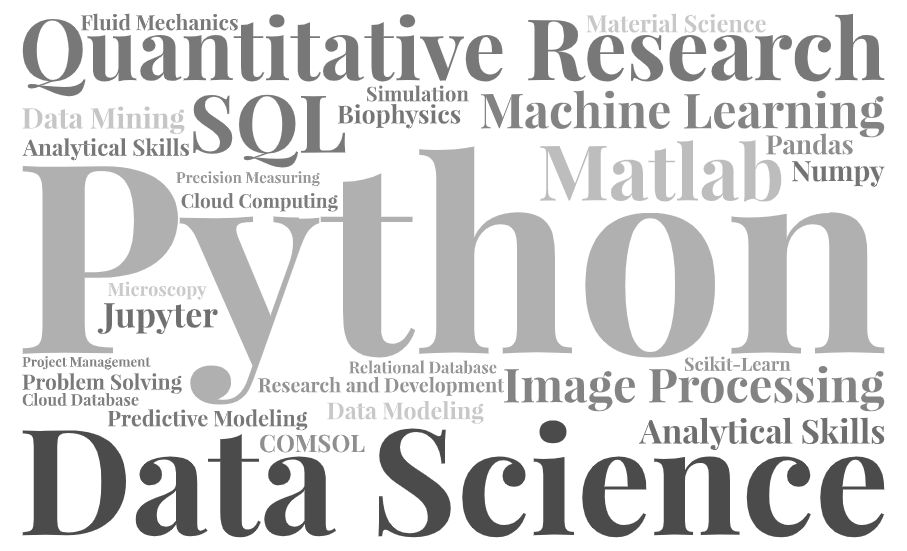 Fluid Mechanics
Material Science
Quantitative Research
Simulation
Data Mining
SQL
Biophysics
Machine Learning
Analytical Skills
Pandas
Matlab
Numpy
Precision Measuring
Cloud Computing
Python
Microscopy
Jupyter
Project Management
Relational Database
Scikit-Learn
Problem Solving
Research and Development
Image Processing
Cloud Database
Predictive Modeling
Data Modeling
COMSOL
Analytical Skills
Data Science